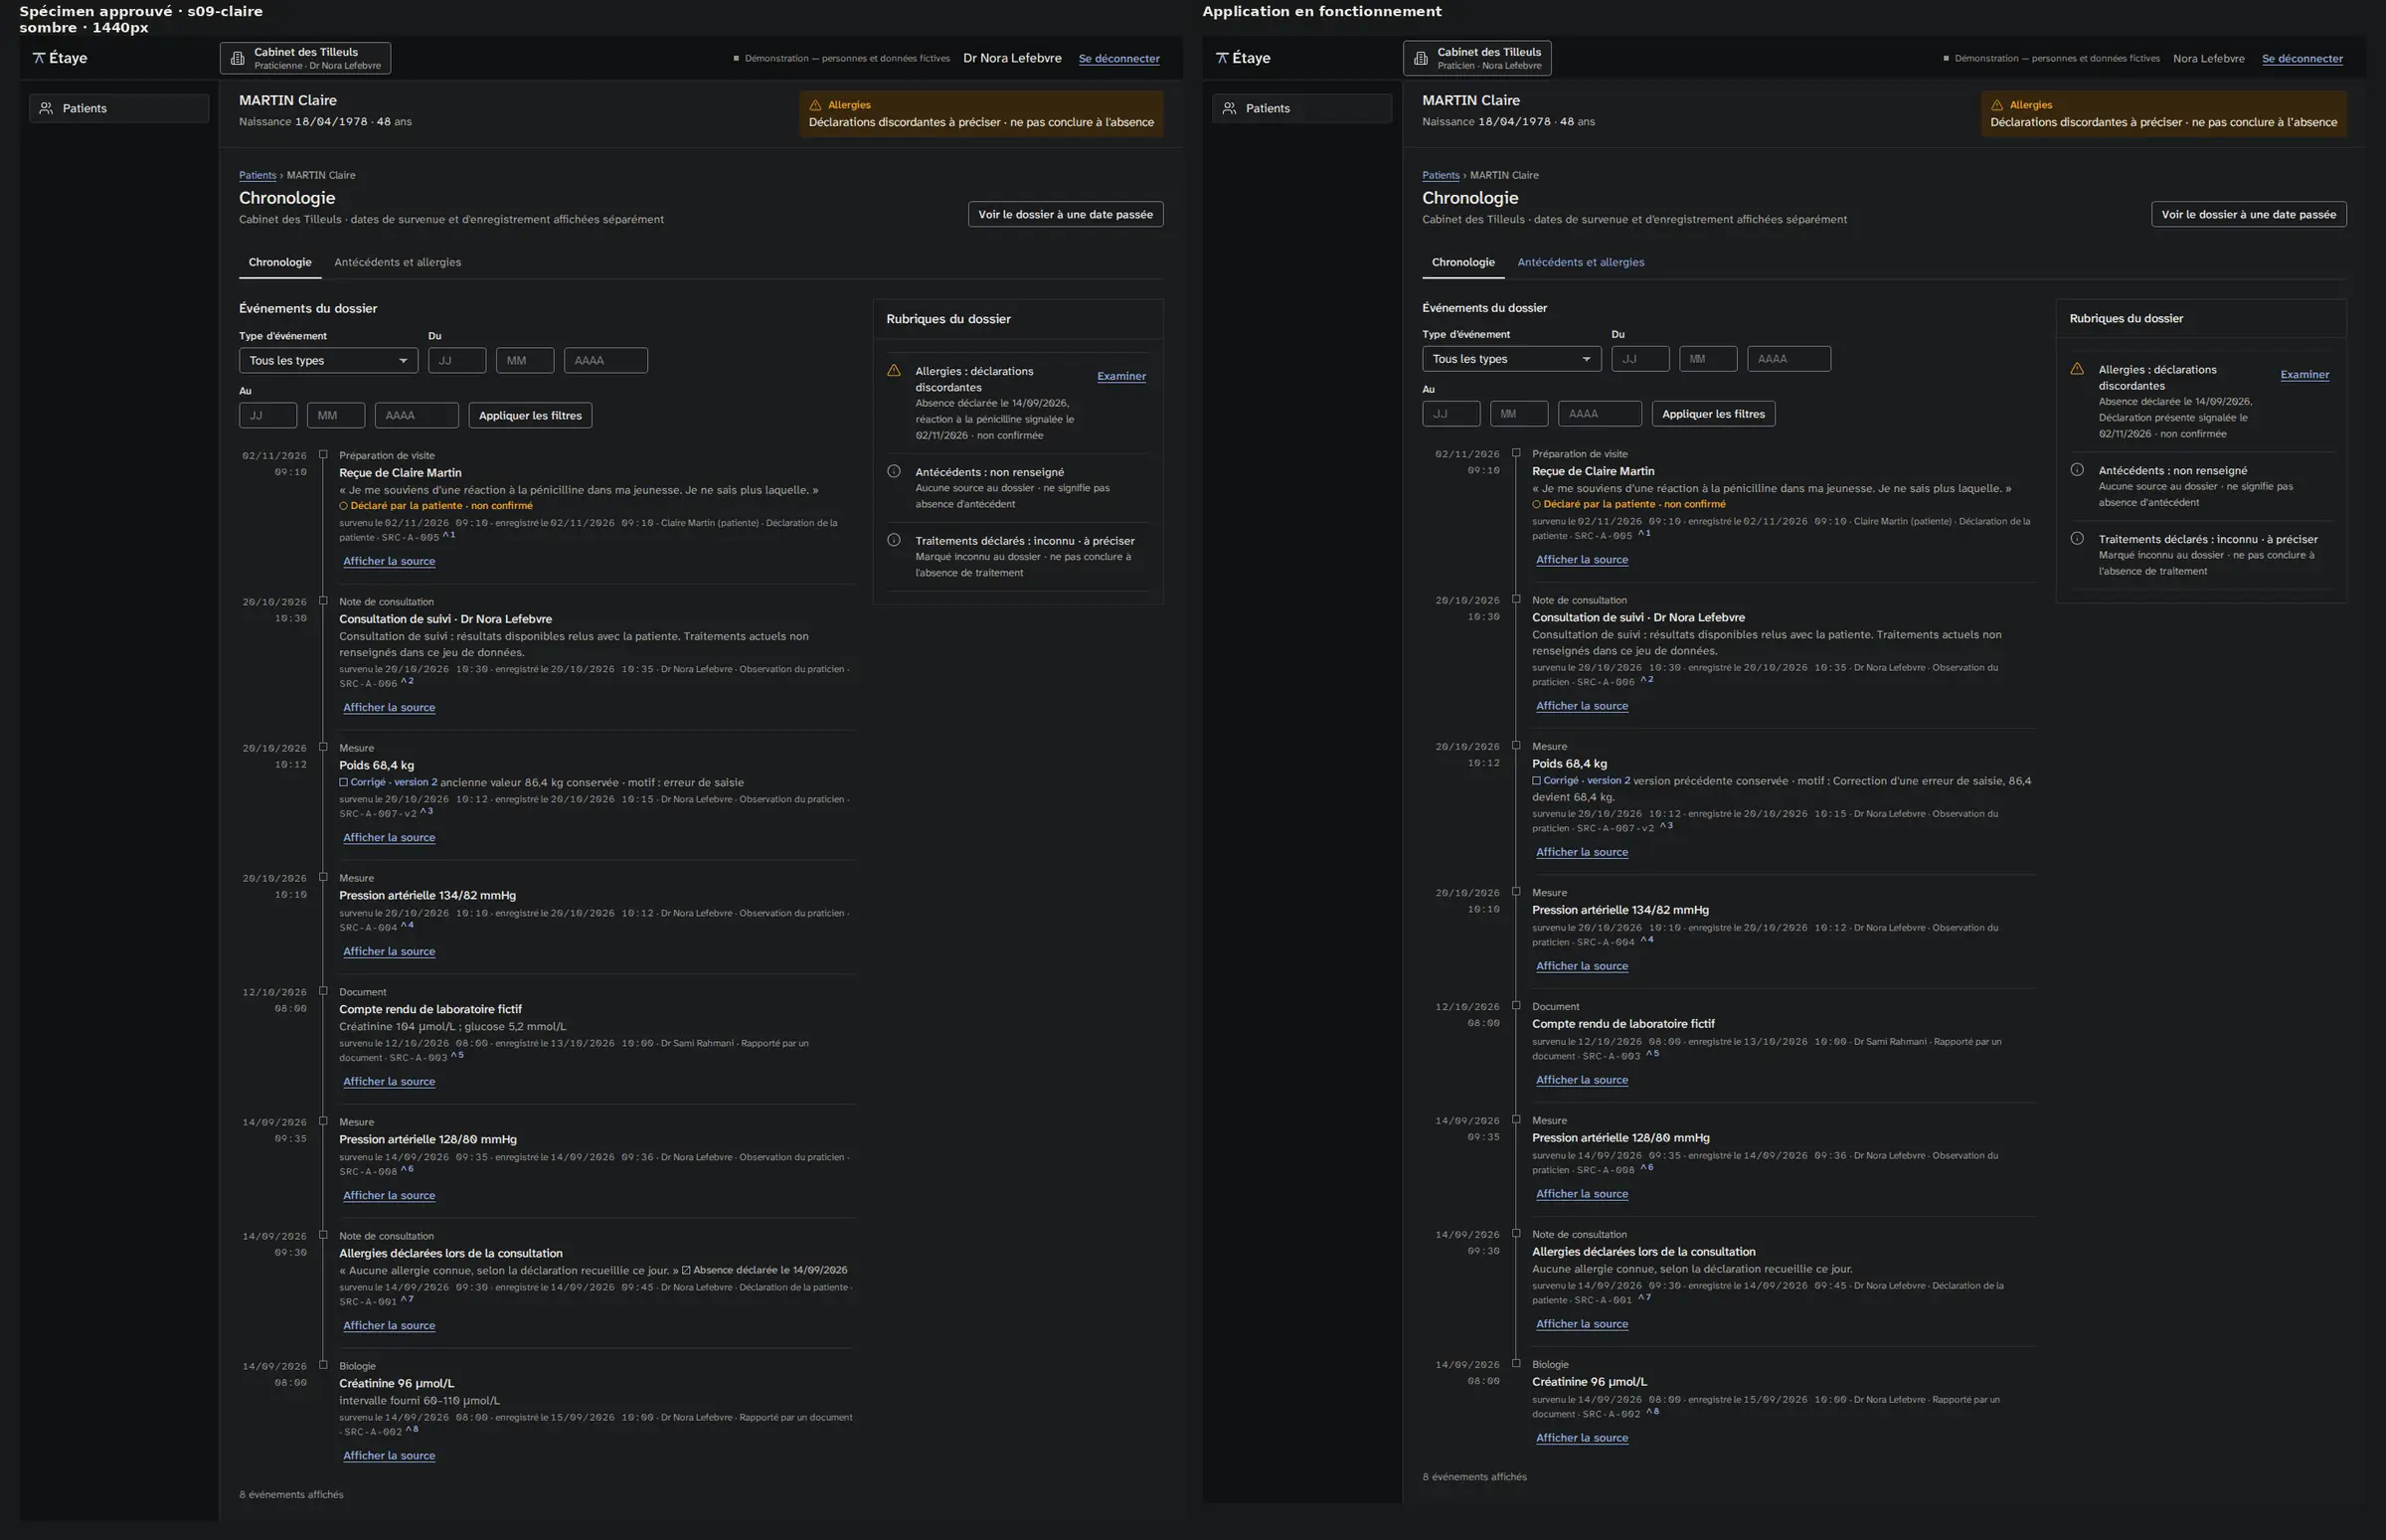 Spécimen approuvé · s09-claire
sombre · 1440px
Étaye
Cabinet des Tilleuls
Praticienne · Dr Nora Lefebvre
Démonstration — personnes et données fictives
Dr Nora Lefebvre
Se déconnecter
Patients
MARTIN Claire
Naissance 18/04/1978 · 48 ans
Allergies
Déclarations discordantes à préciser · ne pas conclure à l'absence
Patients › MARTIN Claire
Chronologie
Cabinet des Tilleuls · dates de survenue et d'enregistrement affichées séparément
Voir le dossier à une date passée
Chronologie
Antécédents et allergies
Événements du dossier
Type d'événement
Du
Tous les types
JJ
MM
AAAA
Au
JJ
MM
AAAA
Appliquer les filtres
02/11/2026
09:10
Préparation de visite
Reçue de Claire Martin
« Je me souviens d'une réaction à la pénicilline dans ma jeunesse. Je ne sais plus laquelle. »
Déclaré par la patiente · non confirmé
survenu le 02/11/2026 09:10 · enregistré le 02/11/2026 09:10 · Claire Martin (patiente) · Déclaration de la
patiente · SRC-A-005 ^1
Afficher la source
20/10/2026
10:30
Note de consultation
Consultation de suivi · Dr Nora Lefebvre
Consultation de suivi : résultats disponibles relus avec la patiente. Traitements actuels non
renseignés dans ce jeu de données.
survenu le 20/10/2026 10:30 · enregistré le 20/10/2026 10:35 · Dr Nora Lefebvre · Observation du praticien ·
SRC-A-006 ^2
Afficher la source
20/10/2026
10:12
Mesure
Poids 68,4 kg
Corrigé · version 2 ancienne valeur 86,4 kg conservée · motif : erreur de saisie
survenu le 20/10/2026 10:12 · enregistré le 20/10/2026 10:15 · Dr Nora Lefebvre · Observation du praticien ·
SRC-A-007-v2 ^3
Afficher la source
20/10/2026
10:10
Mesure
Pression artérielle 134/82 mmHg
survenu le 20/10/2026 10:10 · enregistré le 20/10/2026 10:12 · Dr Nora Lefebvre · Observation du praticien ·
SRC-A-004 ^4
Afficher la source
12/10/2026
08:00
Document
Compte rendu de laboratoire fictif
Créatinine 104 µmol/L ; glucose 5,2 mmol/L
survenu le 12/10/2026 08:00 · enregistré le 13/10/2026 10:00 · Dr Sami Rahmani · Rapporté par un
document · SRC-A-003 ^5
Afficher la source
14/09/2026
09:35
Mesure
Pression artérielle 128/80 mmHg
survenu le 14/09/2026 09:35 · enregistré le 14/09/2026 09:36 · Dr Nora Lefebvre · Observation du praticien ·
SRC-A-008 ^6
Afficher la source
14/09/2026
09:30
Note de consultation
Allergies déclarées lors de la consultation
« Aucune allergie connue, selon la déclaration recueillie ce jour. » Absence déclarée le 14/09/2026
survenu le 14/09/2026 09:30 · enregistré le 14/09/2026 09:45 · Dr Nora Lefebvre · Déclaration de la patiente ·
SRC-A-001 ^7
Afficher la source
14/09/2026
08:00
Biologie
Créatinine 96 µmol/L
intervalle fourni 60–110 µmol/L
survenu le 14/09/2026 08:00 · enregistré le 15/09/2026 10:00 · Dr Nora Lefebvre · Rapporté par un document
· SRC-A-002 ^8
Afficher la source
8 événements affichés
Rubriques du dossier
Allergies : déclarations
discordantes
Absence déclarée le 14/09/2026,
réaction à la pénicilline signalée le
02/11/2026 · non confirmée
Examiner
Antécédents : non renseigné
Aucune source au dossier · ne signifie pas
absence d'antécédent
Traitements déclarés : inconnu · à préciser
Marqué inconnu au dossier · ne pas conclure à
l'absence de traitement
Application en fonctionnement
Étaye
Cabinet des Tilleuls
Praticien · Nora Lefebvre
Démonstration — personnes et données fictives
Nora Lefebvre
Se déconnecter
Patients
MARTIN Claire
Naissance 18/04/1978 · 48 ans
Allergies
Déclarations discordantes à préciser · ne pas conclure à l'absence
Patients › MARTIN Claire
Chronologie
Cabinet des Tilleuls · dates de survenue et d'enregistrement affichées séparément
Voir le dossier à une date passée
Chronologie
Antécédents et allergies
Événements du dossier
Type d'événement
Du
Tous les types
JJ
MM
AAAA
Au
JJ
MM
AAAA
Appliquer les filtres
02/11/2026
09:10
Préparation de visite
Reçue de Claire Martin
« Je me souviens d'une réaction à la pénicilline dans ma jeunesse. Je ne sais plus laquelle. »
Déclaré par la patiente · non confirmé
survenu le 02/11/2026 09:10 · enregistré le 02/11/2026 09:10 · Claire Martin (patiente) · Déclaration de la
patiente · SRC-A-005 ^1
Afficher la source
20/10/2026
10:30
Note de consultation
Consultation de suivi · Dr Nora Lefebvre
Consultation de suivi : résultats disponibles relus avec la patiente. Traitements actuels non
renseignés dans ce jeu de données.
survenu le 20/10/2026 10:30 · enregistré le 20/10/2026 10:35 · Dr Nora Lefebvre · Observation du
praticien · SRC-A-006 ^2
Afficher la source
20/10/2026
10:12
Mesure
Poids 68,4 kg
Corrigé · version 2 version précédente conservée · motif : Correction d'une erreur de saisie, 86,4
devient 68,4 kg.
survenu le 20/10/2026 10:12 · enregistré le 20/10/2026 10:15 · Dr Nora Lefebvre · Observation du
praticien · SRC-A-007-v2 ^3
Afficher la source
20/10/2026
10:10
Mesure
Pression artérielle 134/82 mmHg
survenu le 20/10/2026 10:10 · enregistré le 20/10/2026 10:12 · Dr Nora Lefebvre · Observation du
praticien · SRC-A-004 ^4
Afficher la source
12/10/2026
08:00
Document
Compte rendu de laboratoire fictif
survenu le 12/10/2026 08:00 · enregistré le 13/10/2026 10:00 · Dr Sami Rahmani · Rapporté par un
document · SRC-A-003 ^5
Afficher la source
14/09/2026
09:35
Mesure
Pression artérielle 128/80 mmHg
survenu le 14/09/2026 09:35 · enregistré le 14/09/2026 09:36 · Dr Nora Lefebvre · Observation du
praticien · SRC-A-008 ^6
Afficher la source
14/09/2026
09:30
Note de consultation
Allergies déclarées lors de la consultation
Aucune allergie connue, selon la déclaration recueillie ce jour.
survenu le 14/09/2026 09:30 · enregistré le 14/09/2026 09:45 · Dr Nora Lefebvre · Déclaration de la
patiente · SRC-A-001 ^7
Afficher la source
14/09/2026
08:00
Biologie
Créatinine 96 µmol/L
survenu le 14/09/2026 08:00 · enregistré le 15/09/2026 10:00 · Dr Nora Lefebvre · Rapporté par un
document · SRC-A-002 ^8
Afficher la source
8 événements affichés
Rubriques du dossier
Allergies : déclarations
discordantes
Absence déclarée le 14/09/2026,
Déclaration présente signalée le
02/11/2026 · non confirmée
Examiner
Antécédents : non renseigné
Aucune source au dossier · ne signifie pas
absence d'antécédent
Traitements déclarés : inconnu · à préciser
Marqué inconnu au dossier · ne pas conclure à
l'absence de traitement